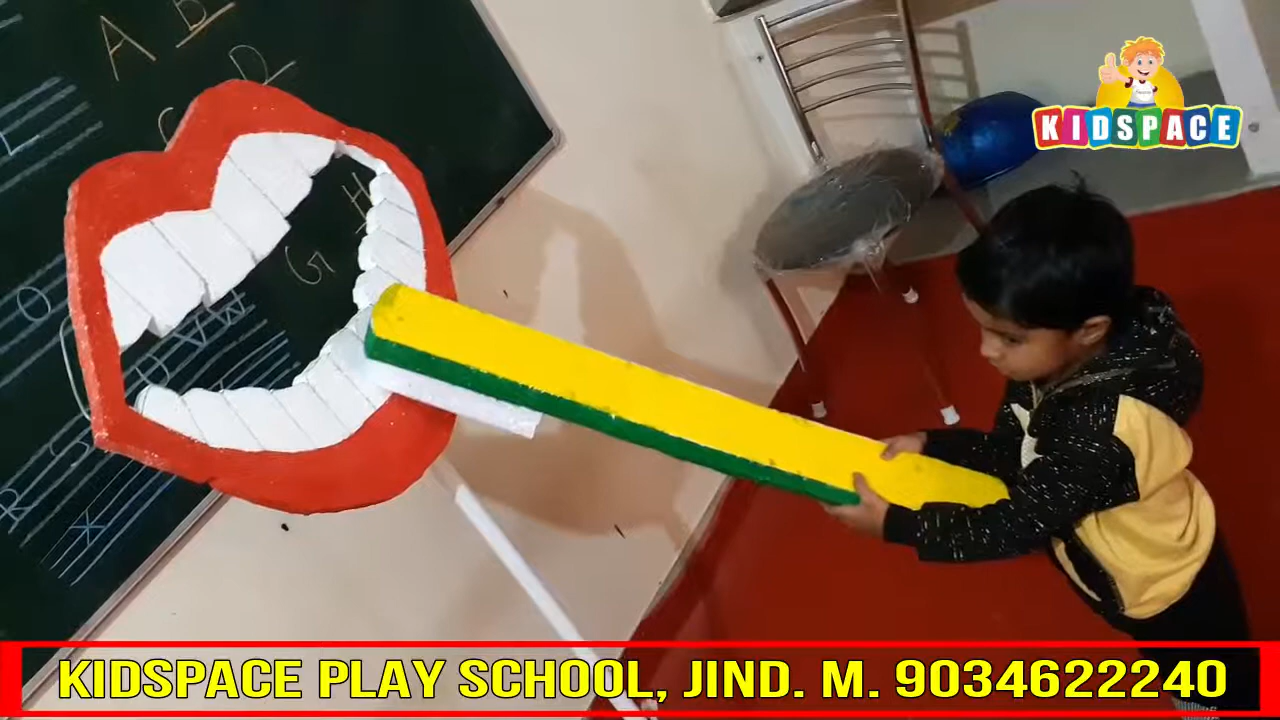 A B
D
KIDSPACE
H
G
O
W
R
X
KIDSPACE PLAY SCHOOL, JIND. M. 9034622240